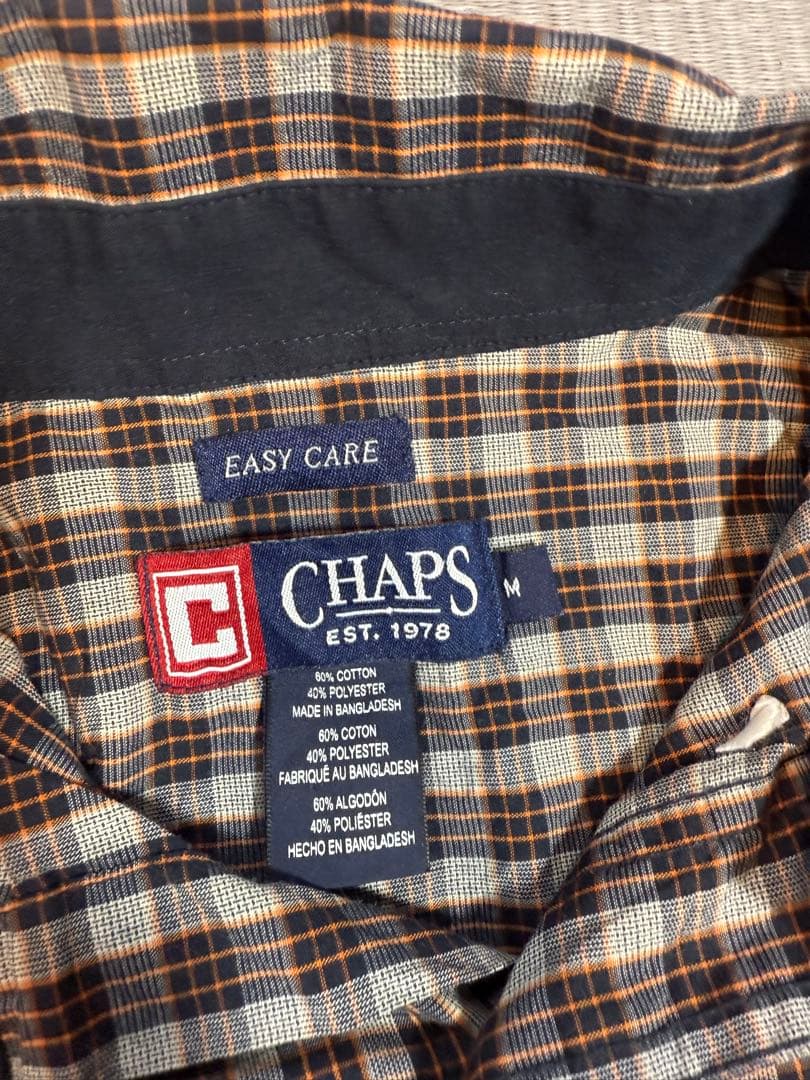 EASY CARE
C
CHAPS
EST. 1978
M
60% COTTON
40% POLYESTER
MADE IN BANGLADESH
60% COTON
40% POLYESTER
FABRIQUÉ AU BANGLADESH
60% ALGODÓN
40% POLIÉSTER
HECHO EN BANGLADESH